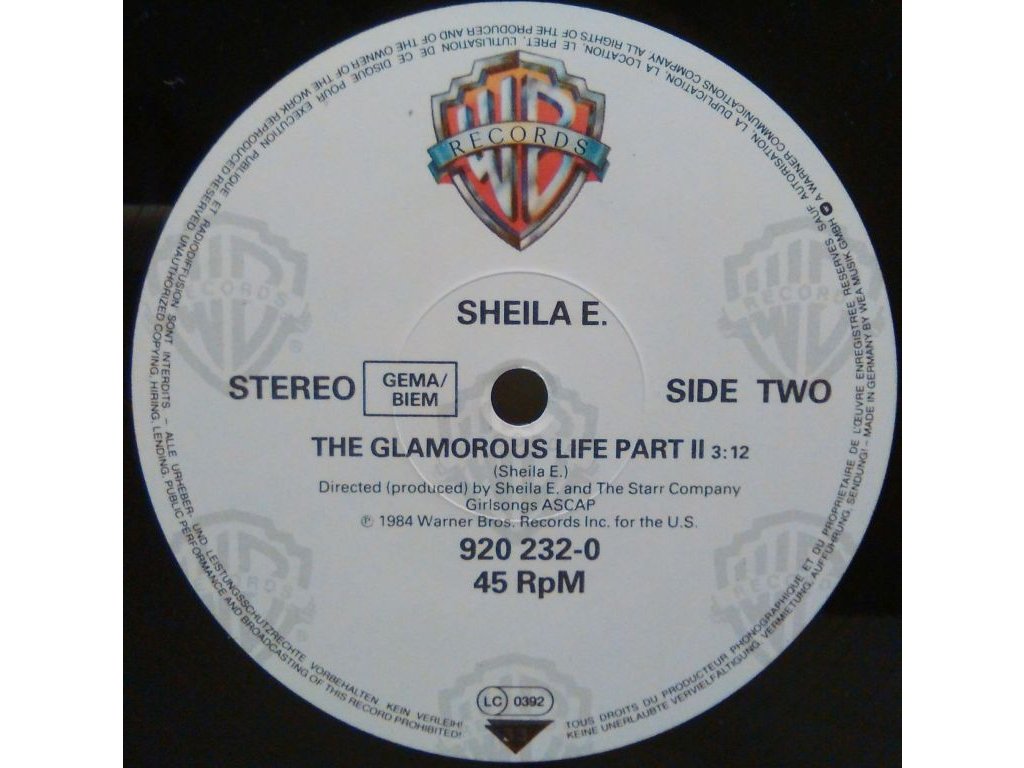 WB
RECORDS
SHEILA E.
STEREO
GEMA/
BIEM
SIDE TWO
THE GLAMOROUS LIFE PART II 3:12
(Sheila E.)
Directed (produced) by Sheila E. and The Starr Company
Girlsongs ASCAP
℗ 1984 Warner Bros. Records Inc. for the U.S.
920 232-0
45 RpM
LC 0392
TOUS DROITS DU PRODUCTEUR PHONOGRAPHIQUE ET DU PROPRIETAIRE DE L'ŒUVRE ENREGISTREE RESERVES. SAUF AUTORISATION, LA DUPLICATION, LA LOCATION, LE PRET, L'UTILISATION DE CE DISQUE POUR EXECUTION PUBLIQUE ET RADIODIFFUSION SONT INTERDITS – ALLE URHEBER- UND LEISTUNGSSCHUTZRECHTE VORBEHALTEN. KEIN VERLEIH!
KEINE UNERLAUBTE VERVIELFALTIGUNG, VERMIETUNG, AUFFÜHRUNG, SENDUNG! – MADE IN GERMANY BY WEA MUSIK GMBH A WARNER COMMUNICATIONS COMPANY. ALL RIGHTS OF THE PRODUCER AND OF THE OWNER OF THE WORK REPRODUCED RESERVED. UNAUTHORIZED COPYING, HIRING, LENDING, PUBLIC PERFORMANCE AND BROADCASTING OF THIS RECORD PROHIBITED!